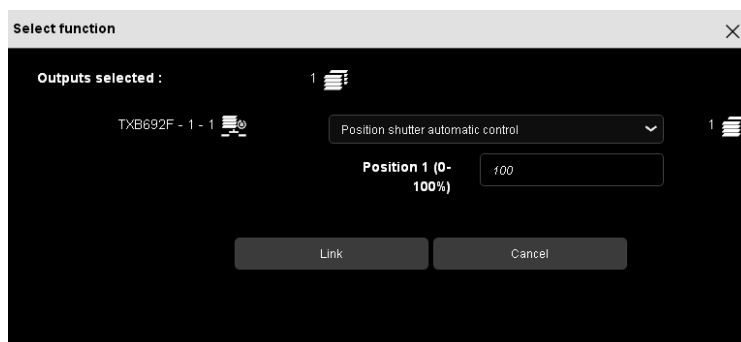 Select function
Outputs selected :
1
TXB692F - 1 - 1
Position shutter automatic control
1
Position 1 (0-
100%)
100
Link
Cancel